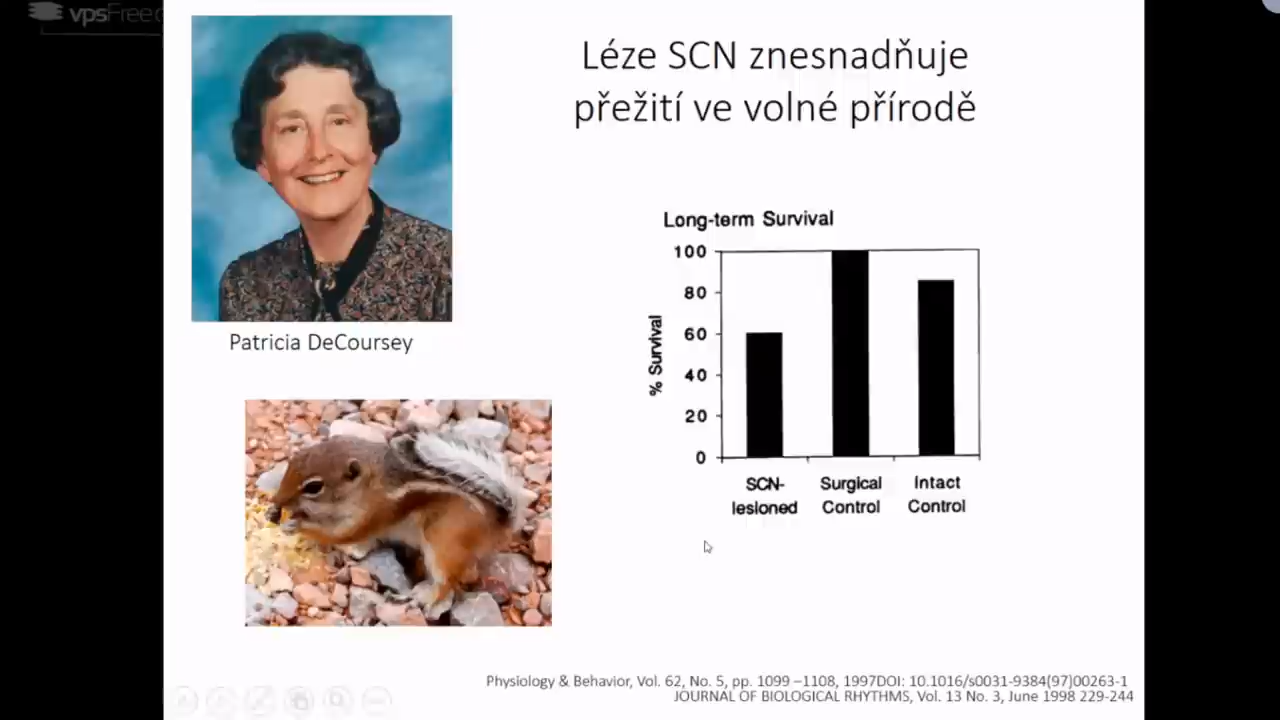 vpsFree
Léze SCN znesnadňuje
přežití ve volné přírodě
Patricia DeCoursey
Long-term Survival
% Survival
100
80
60
40
20
0
SCN-
lesioned
Surgical
Control
Intact
Control
Physiology & Behavior, Vol. 62, No. 5, pp. 1099 –1108, 1997DOI: 10.1016/s0031-9384(97)00263-1
JOURNAL OF BIOLOGICAL RHYTHMS, Vol. 13 No. 3, June 1998 229-244